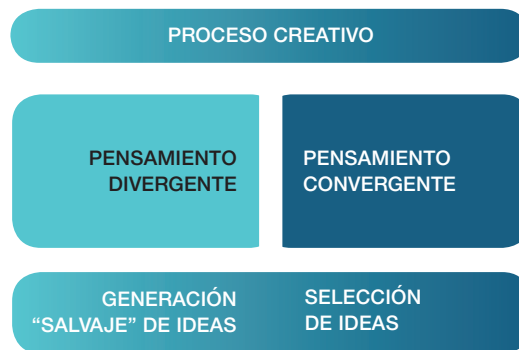 PROCESO CREATIVO
PENSAMIENTO
DIVERGENTE
PENSAMIENTO
CONVERGENTE
GENERACIÓN
“SALVAJE” DE IDEAS
SELECCIÓN
DE IDEAS